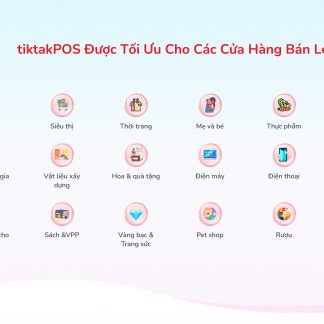 tiktakPOS Được Tối Ưu Cho Các Cửa Hàng Bán Lẻ
Siêu thị
Thời trang
Mẹ và bé
Thực phẩm
gia
Vật liệu xây
dựng
Hoa & quà tặng
Điện máy
Điện thoại
cho
Sách &VPP
Vàng bạc &
Trang sức
Pet shop
Rượu